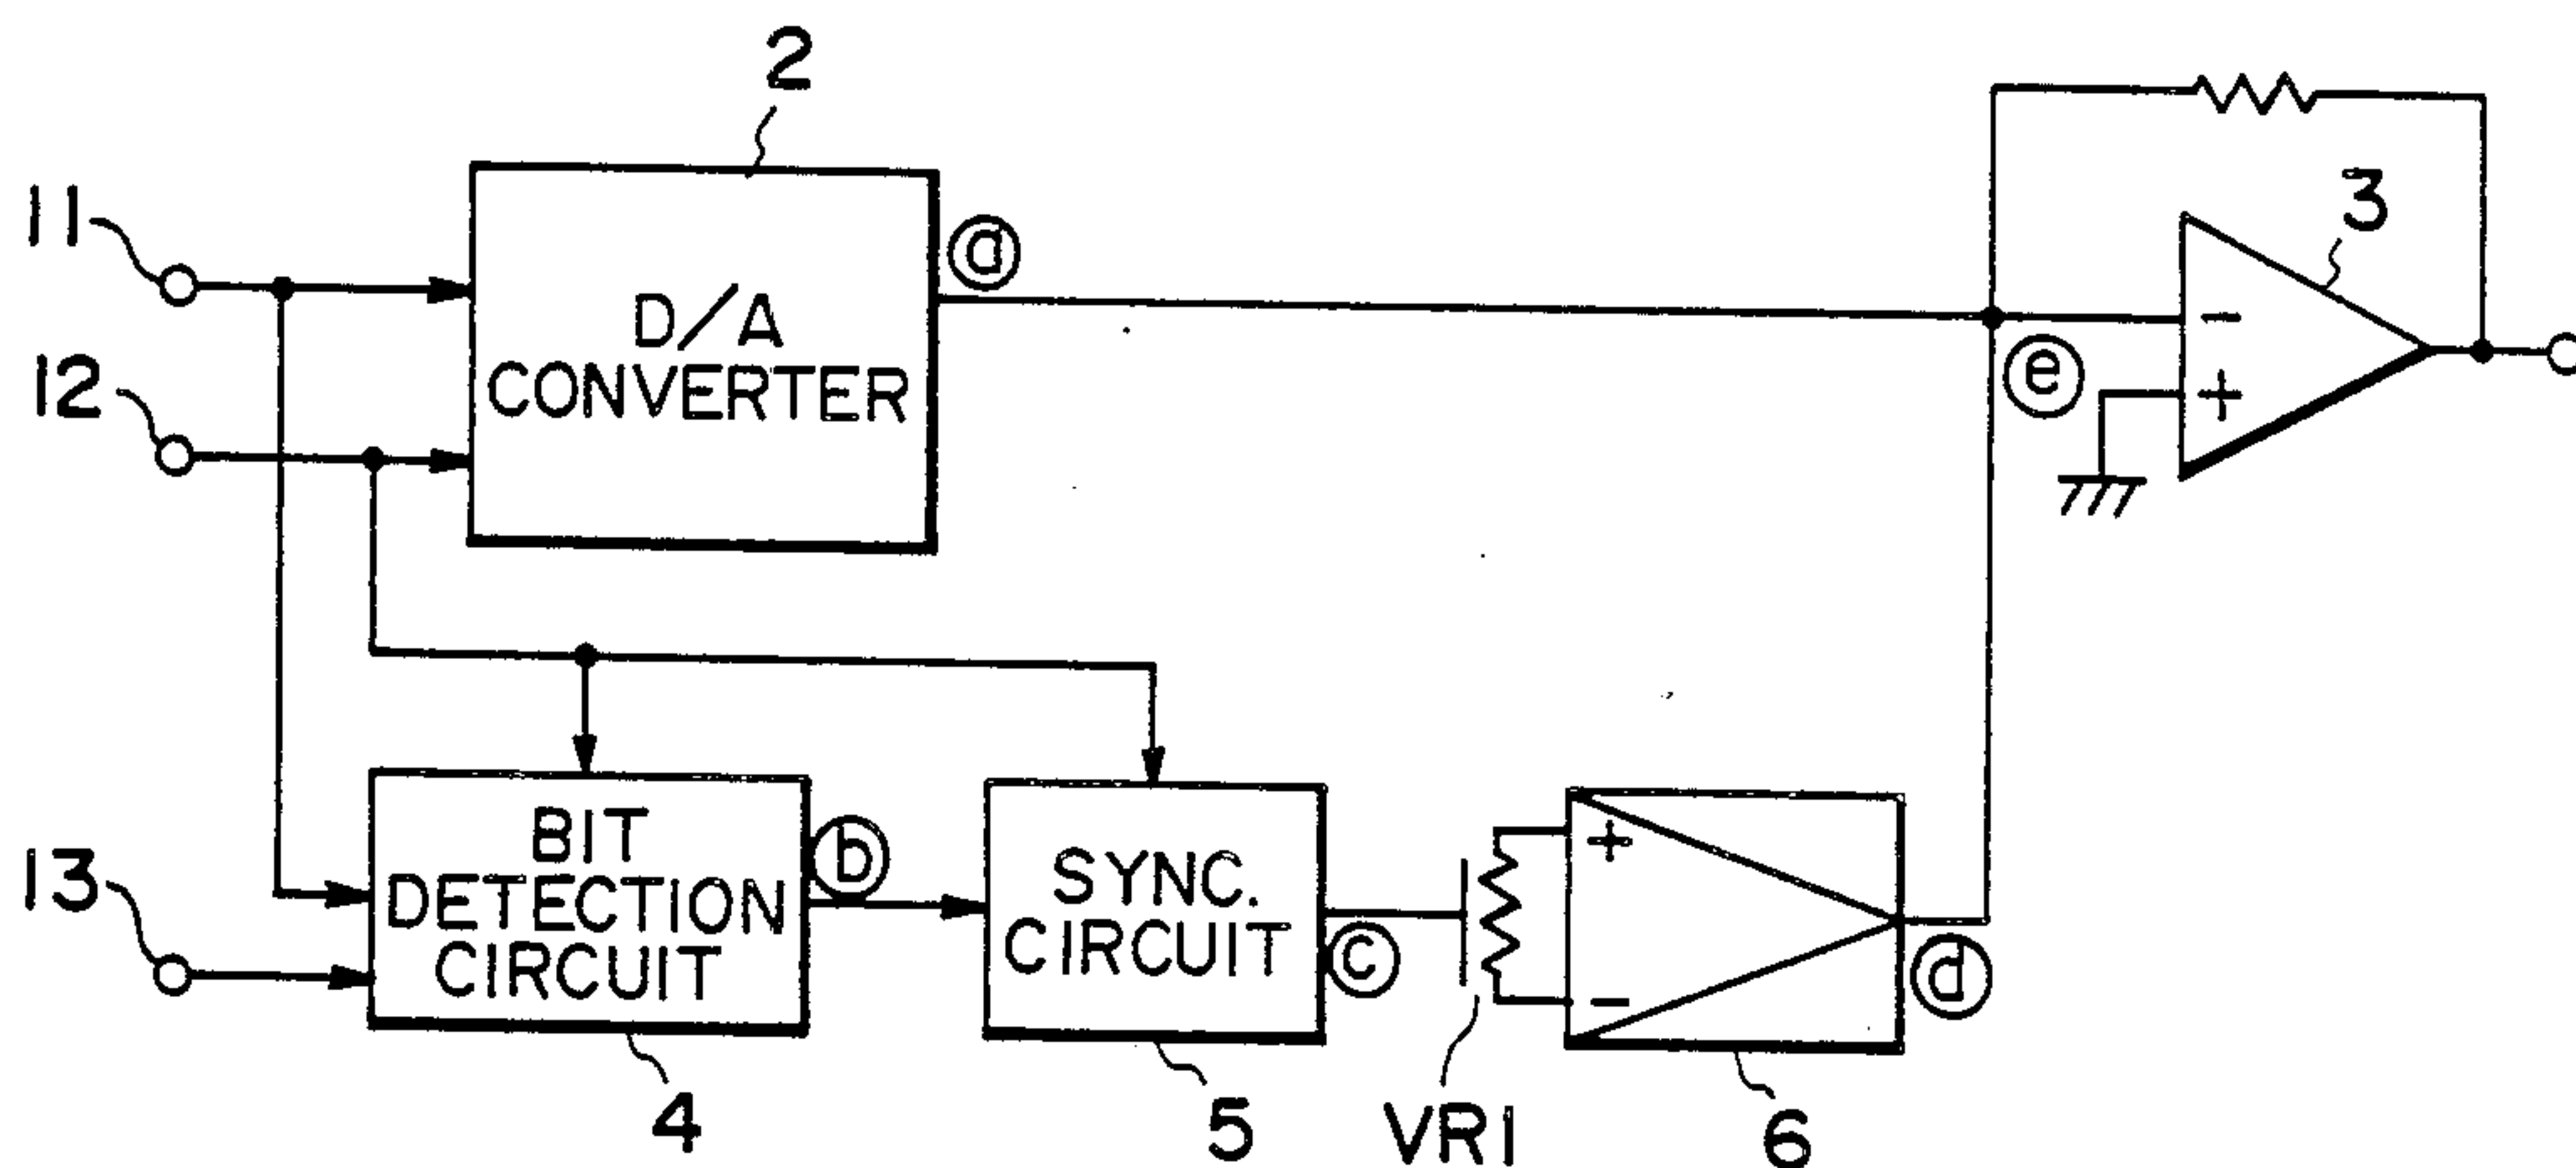 2
11
D/A
CONVERTER
a
12
3
−
+
e
13
BIT
DETECTION
CIRCUIT
b
SYNC.
CIRCUIT
c
+
−
d
4
5
VR1
6